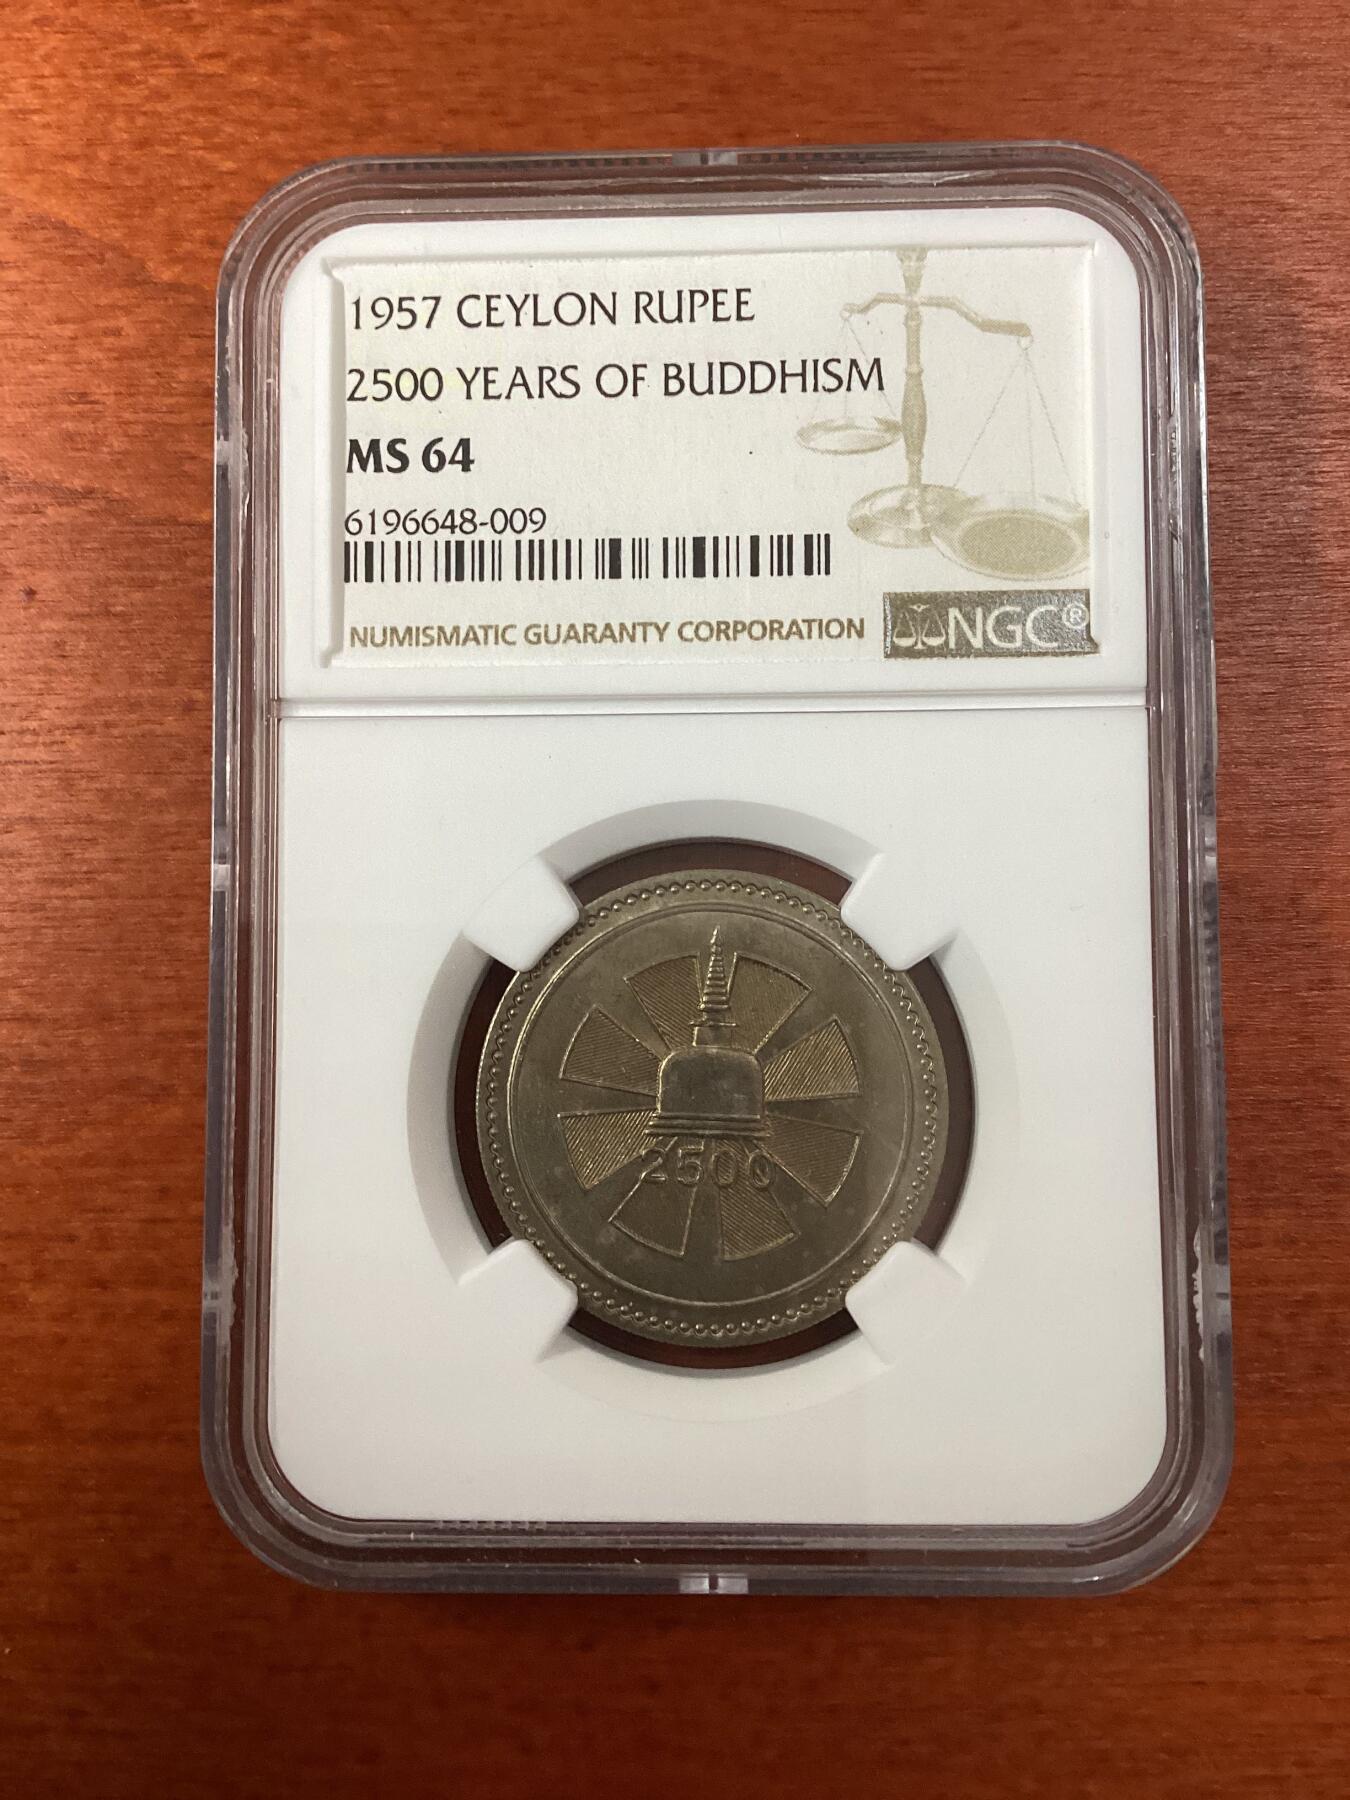 1957 CEYLON RUPEE
2500 YEARS OF BUDDHISM
MS 64
6196648-009
NUMISMATIC GUARANTY CORPORATION
NGC®
2500